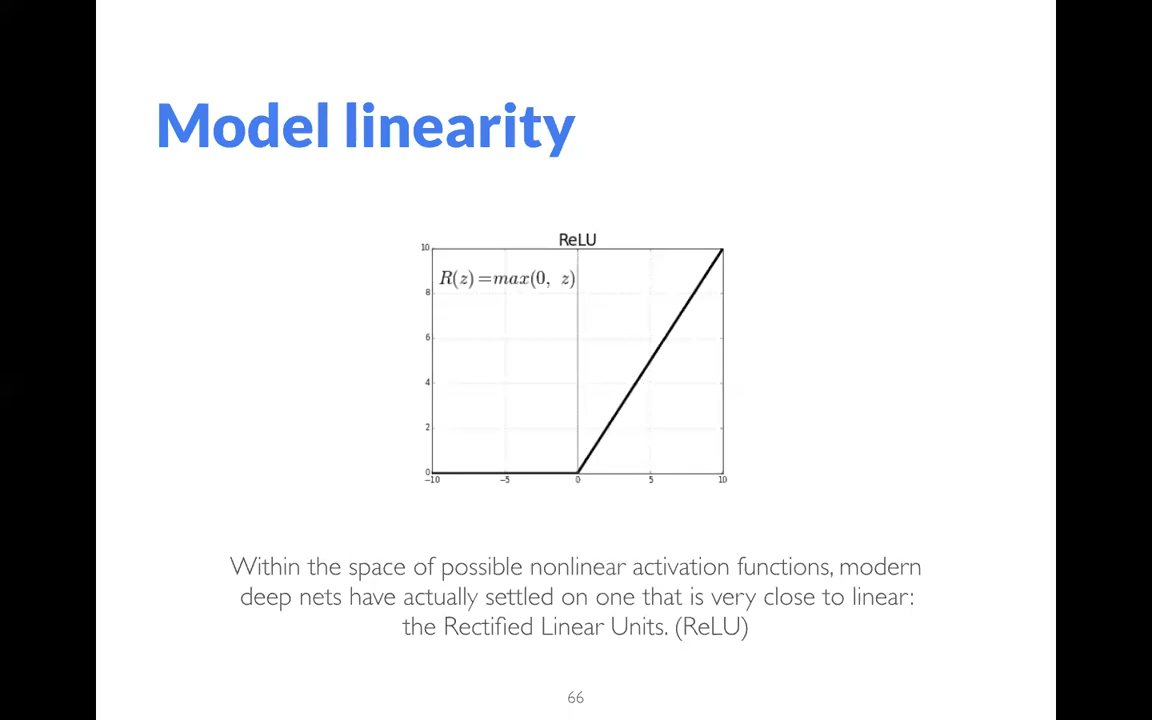 Model linearity
ReLU
R(z)=max(0, z)
10
8
6
4
2
0
−10
−5
0
5
10
Within the space of possible nonlinear activation functions, modern
deep nets have actually settled on one that is very close to linear:
the Rectified Linear Units. (ReLU)
66